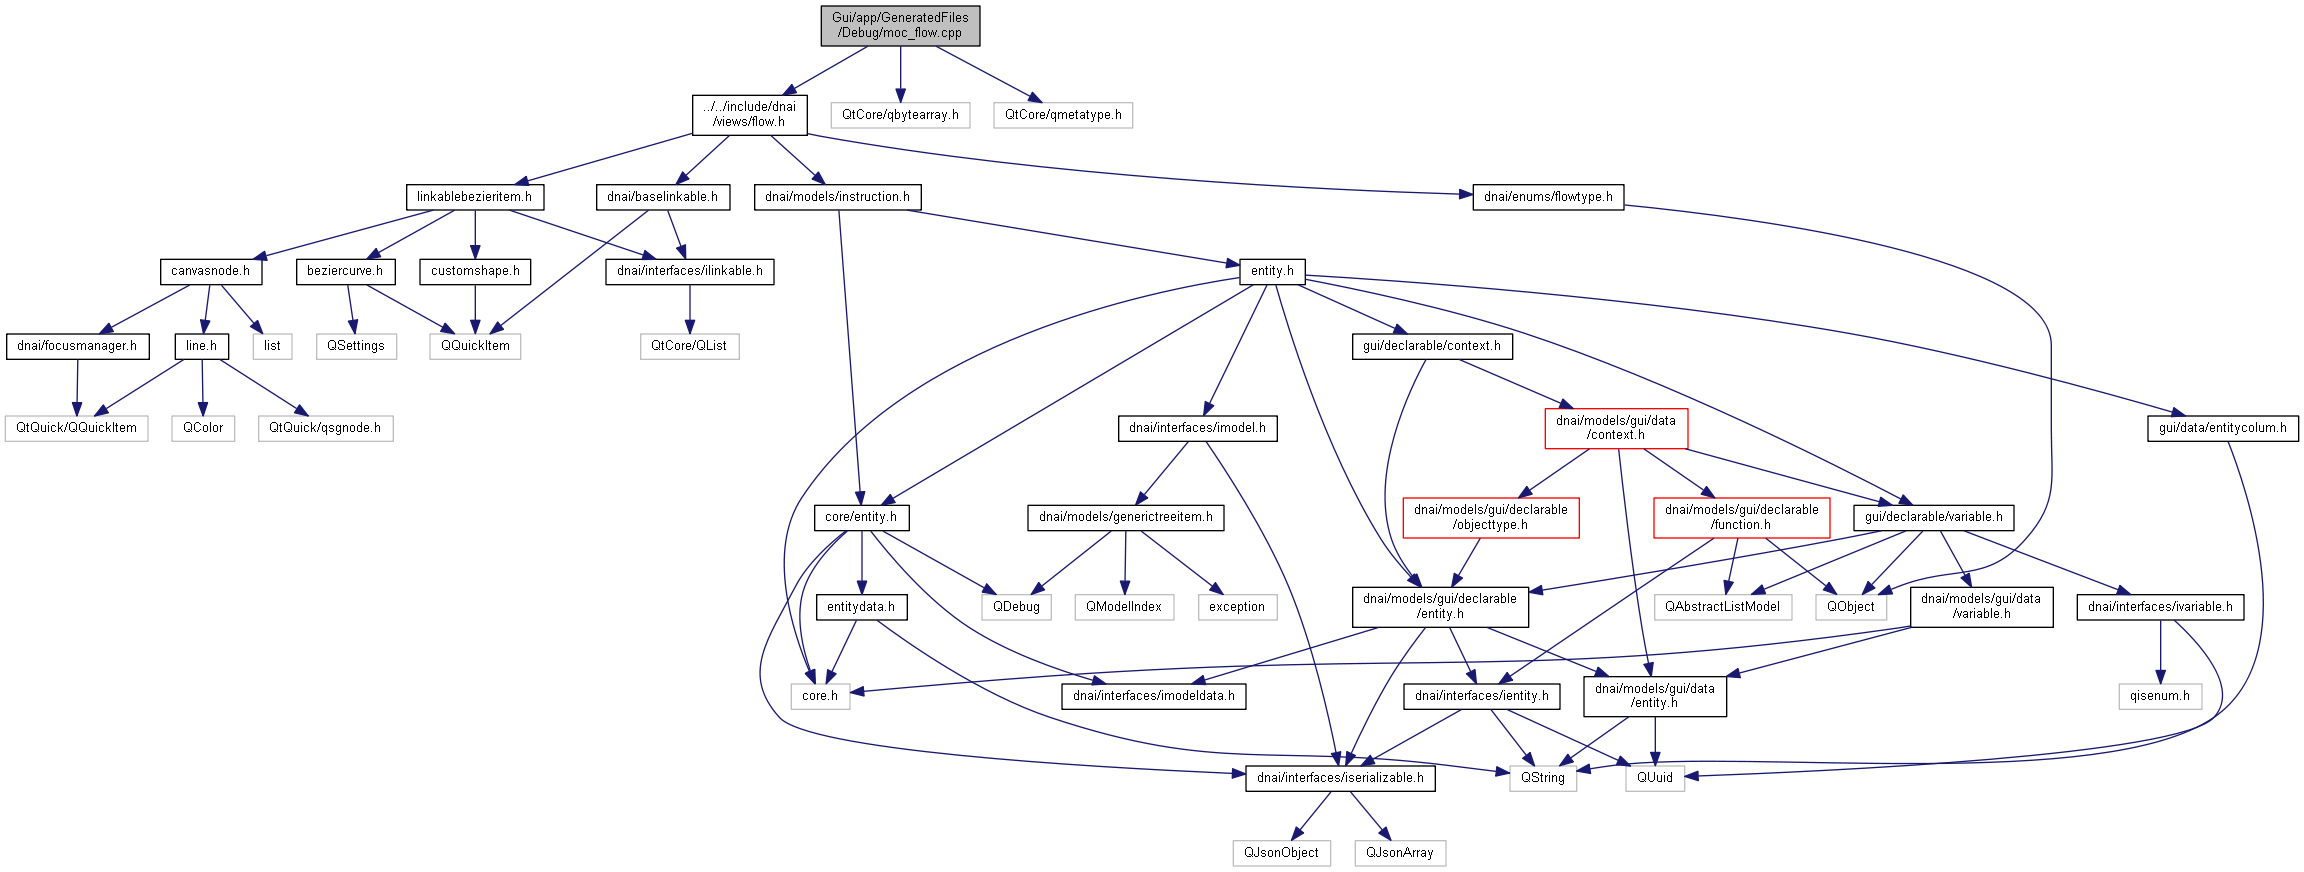 Gui/app/GeneratedFiles
/Debug/moc_flow.cpp
../../include/dnai
/views/flow.h
QtCore/qbytearray.h
QtCore/qmetatype.h
linkablebezieritem.h
dnai/baselinkable.h
dnai/models/instruction.h
dnai/enums/flowtype.h
canvasnode.h
beziercurve.h
customshape.h
dnai/interfaces/ilinkable.h
entity.h
dnai/focusmanager.h
line.h
list
QSettings
QQuickItem
QtCore/QList
gui/declarable/context.h
QtQuick/QQuickItem
QColor
QtQuick/qsgnode.h
dnai/interfaces/imodel.h
dnai/models/gui/data
/context.h
gui/data/entitycolum.h
core/entity.h
dnai/models/generictreeitem.h
dnai/models/gui/declarable
/objecttype.h
dnai/models/gui/declarable
/function.h
gui/declarable/variable.h
entitydata.h
QDebug
QModelIndex
exception
dnai/models/gui/declarable
/entity.h
QAbstractListModel
QObject
dnai/models/gui/data
/variable.h
dnai/interfaces/ivariable.h
core.h
dnai/interfaces/imodeldata.h
dnai/interfaces/ientity.h
dnai/models/gui/data
/entity.h
qisenum.h
dnai/interfaces/iserializable.h
QString
QUuid
QJsonObject
QJsonArray